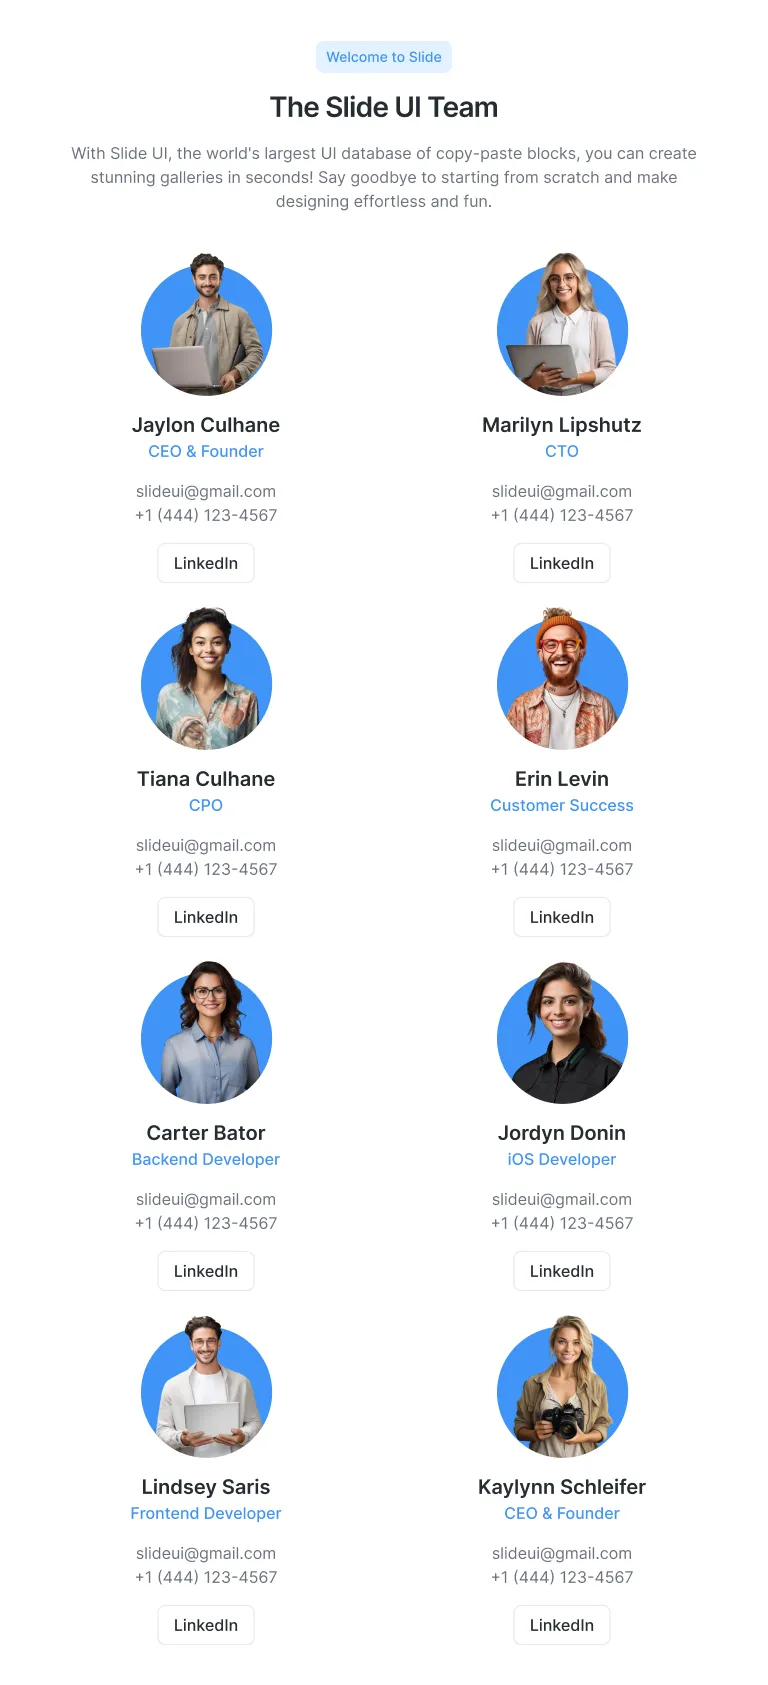 Welcome to Slide
The Slide UI Team
With Slide UI, the world's largest UI database of copy-paste blocks, you can create
stunning galleries in seconds! Say goodbye to starting from scratch and make
designing effortless and fun.
Jaylon Culhane
CEO & Founder
slideui@gmail.com
+1 (444) 123-4567
LinkedIn
Marilyn Lipshutz
CTO
slideui@gmail.com
+1 (444) 123-4567
LinkedIn
Tiana Culhane
CPO
slideui@gmail.com
+1 (444) 123-4567
LinkedIn
Erin Levin
Customer Success
slideui@gmail.com
+1 (444) 123-4567
LinkedIn
Carter Bator
Backend Developer
slideui@gmail.com
+1 (444) 123-4567
LinkedIn
Jordyn Donin
iOS Developer
slideui@gmail.com
+1 (444) 123-4567
LinkedIn
Lindsey Saris
Frontend Developer
slideui@gmail.com
+1 (444) 123-4567
LinkedIn
Kaylynn Schleifer
CEO & Founder
slideui@gmail.com
+1 (444) 123-4567
LinkedIn